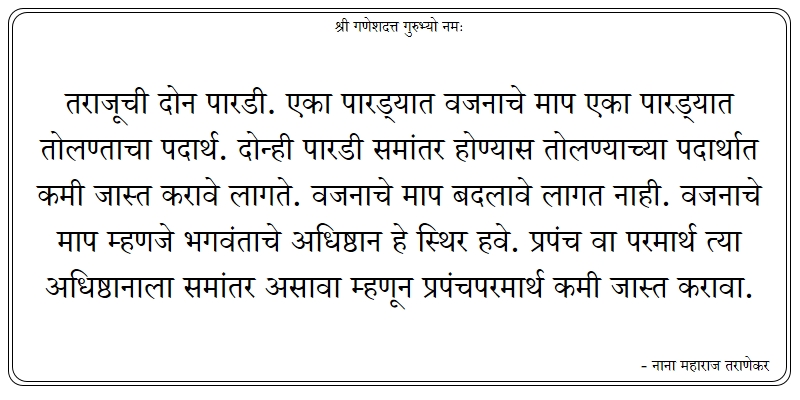 श्री गणेशदत्त गुरुभ्यो नमः
तराजूची दोन पारडी. एका पारड्यात वजनाचे माप एका पारड्यात
तोलण्ताचा पदार्थ. दोन्ही पारडी समांतर होण्यास तोलण्याच्या पदार्थात
कमी जास्त करावे लागते. वजनाचे माप बदलावे लागत नाही. वजनाचे
माप म्हणजे भगवंताचे अधिष्ठान हे स्थिर हवे. प्रपंच वा परमार्थ त्या
अधिष्ठानाला समांतर असावा म्हणून प्रपंचपरमार्थ कमी जास्त करावा.
- नाना महाराज तराणेकर